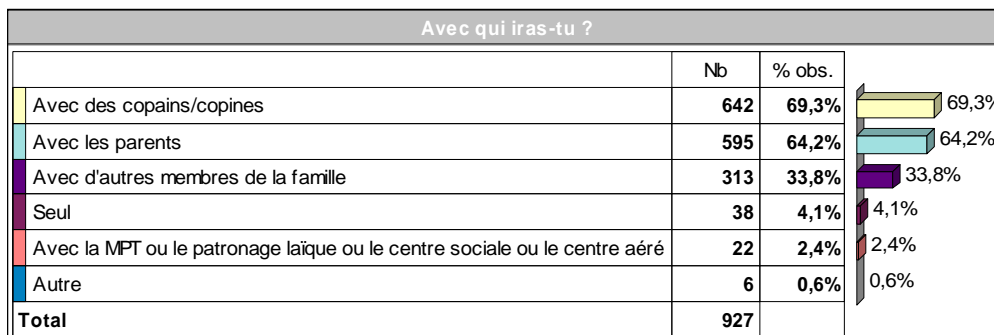 Avec qui iras-tu ?
Nb % obs.
Avec des copains/copines 642 69,3% 69,3%
Avec les parents 595 64,2% 64,2%
Avec d'autres membres de la famille 313 33,8% 33,8%
Seul 38 4,1% 4,1%
Avec la MPT ou le patronage laïque ou le centre sociale ou le centre aéré 22 2,4% 2,4%
Autre 6 0,6% 0,6%
Total 927